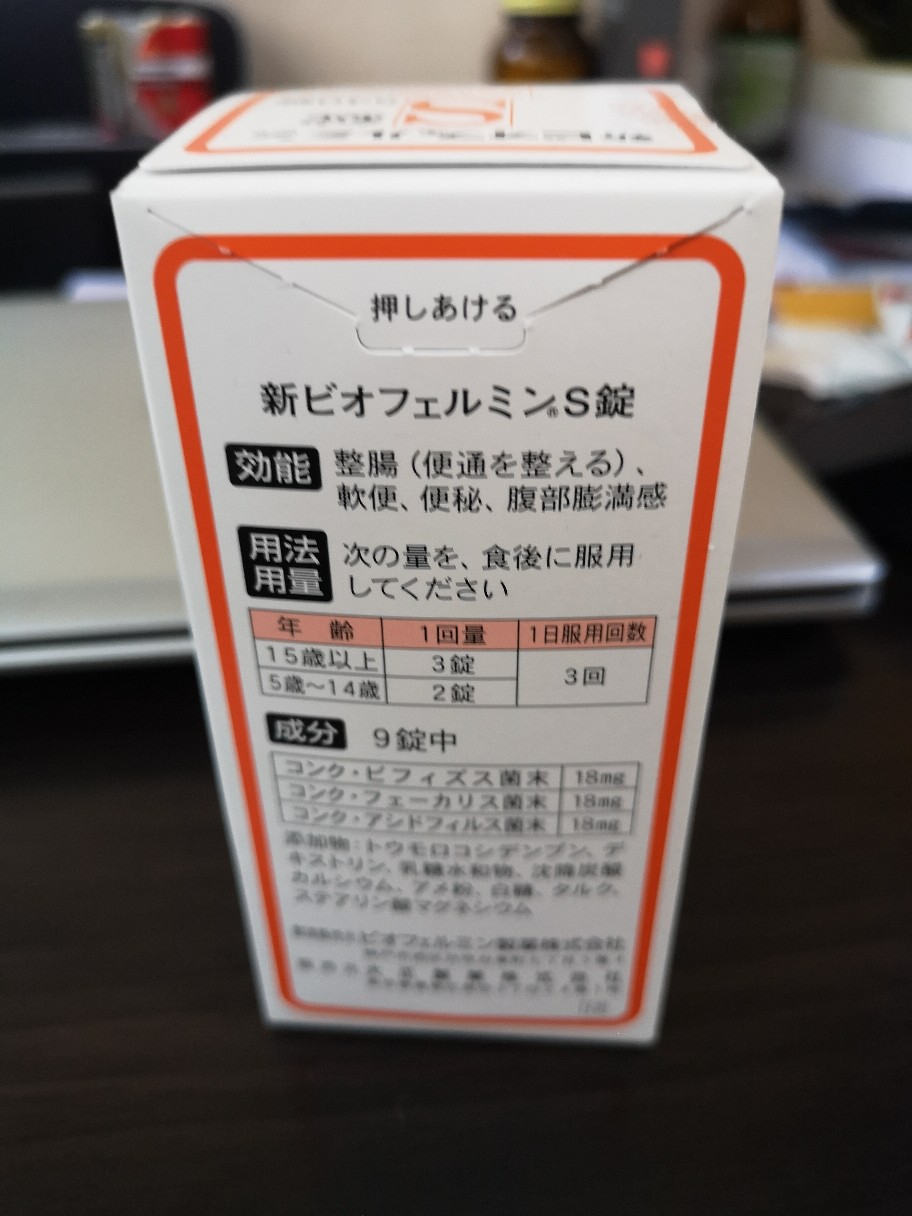 S
押しあける
新ビオフェルミン®S錠
効能 整腸（便通を整える）、
軟便、便秘、腹部膨満感
用法 次の量を、食後に服用
用量 してください
年 齢 1回量 1日服用回数
15歳以上 3錠 3回
5歳〜14歳 2錠
成分 9錠中
コンク・ビフィズス菌末 18mg
コンク・フェーカリス菌末 18mg
コンク・アシドフィルス菌末 18mg
添加物：トウモロコシデンプン、デ
キストリン、乳糖水和物、沈降炭酸
カルシウム、アメ粉、白糖、タルク、
ステアリン酸マグネシウム
ビオフェルミン製薬株式会社
大正製薬株式会社